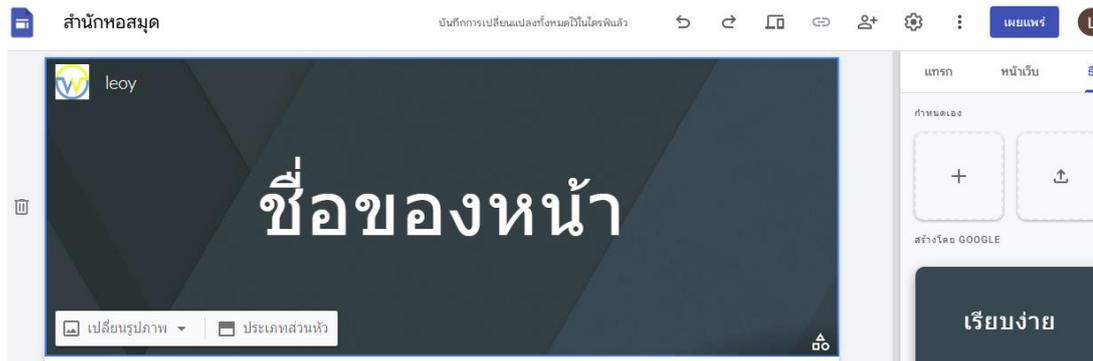 สำนักหอสมุด
บันทึกการเปลี่ยนแปลงทั้งหมดไว้ในไดรฟ์แล้ว
เผยแพร่
L
leoy
ชื่อของหน้า
เปลี่ยนรูปภาพ
ประเภทส่วนหัว
แทรก
หน้าเว็บ
กำหนดเอง
สร้างโดย GOOGLE
เรียบง่าย